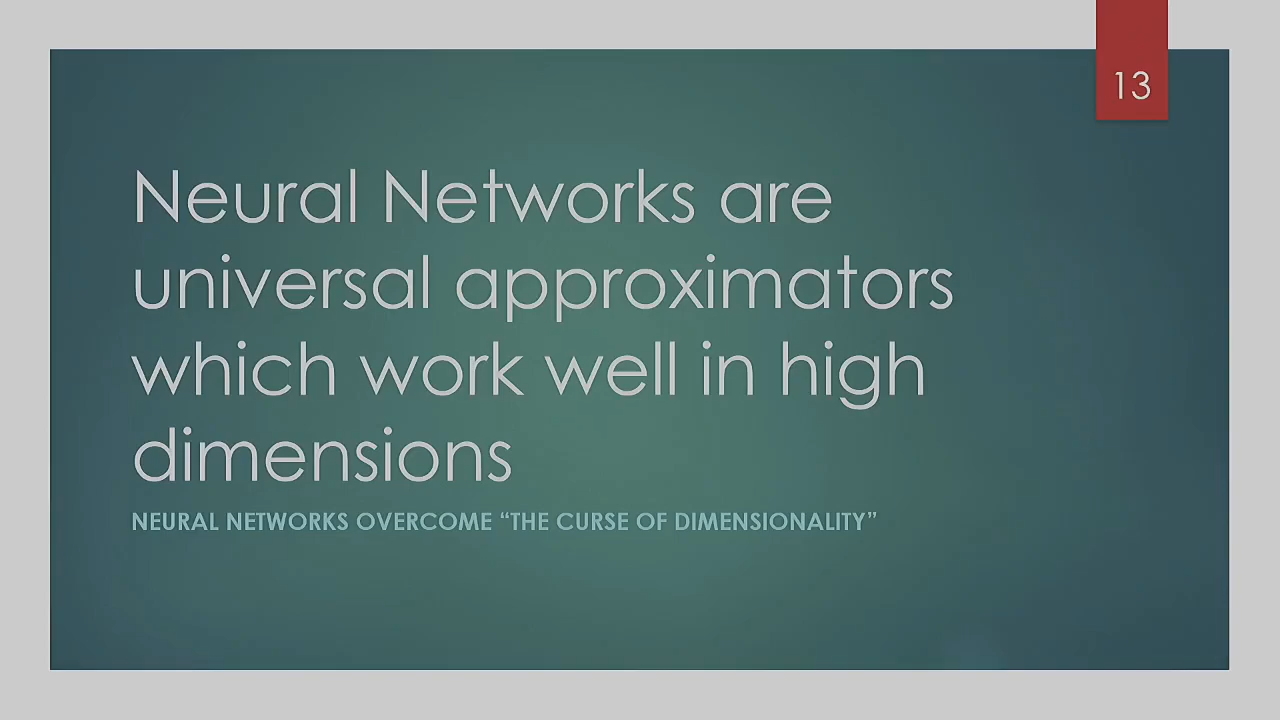 13
Neural Networks are
universal approximators
which work well in high
dimensions
NEURAL NETWORKS OVERCOME “THE CURSE OF DIMENSIONALITY”